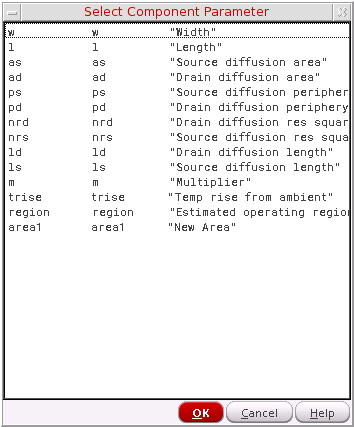 Select Component Parameter
w w "Width"
l l "Length"
as as "Source diffusion area"
ad ad "Drain diffusion area"
ps ps "Source diffusion peripher
pd pd "Drain diffusion periphery
nrd nrd "Drain diffusion res squar
nrs nrs "Source diffusion res squa
ld ld "Drain diffusion length"
ls ls "Source diffusion length"
m m "Multiplier"
trise trise "Temp rise from ambient"
region region "Estimated operating region
area1 area1 "New Area"
OK Cancel Help